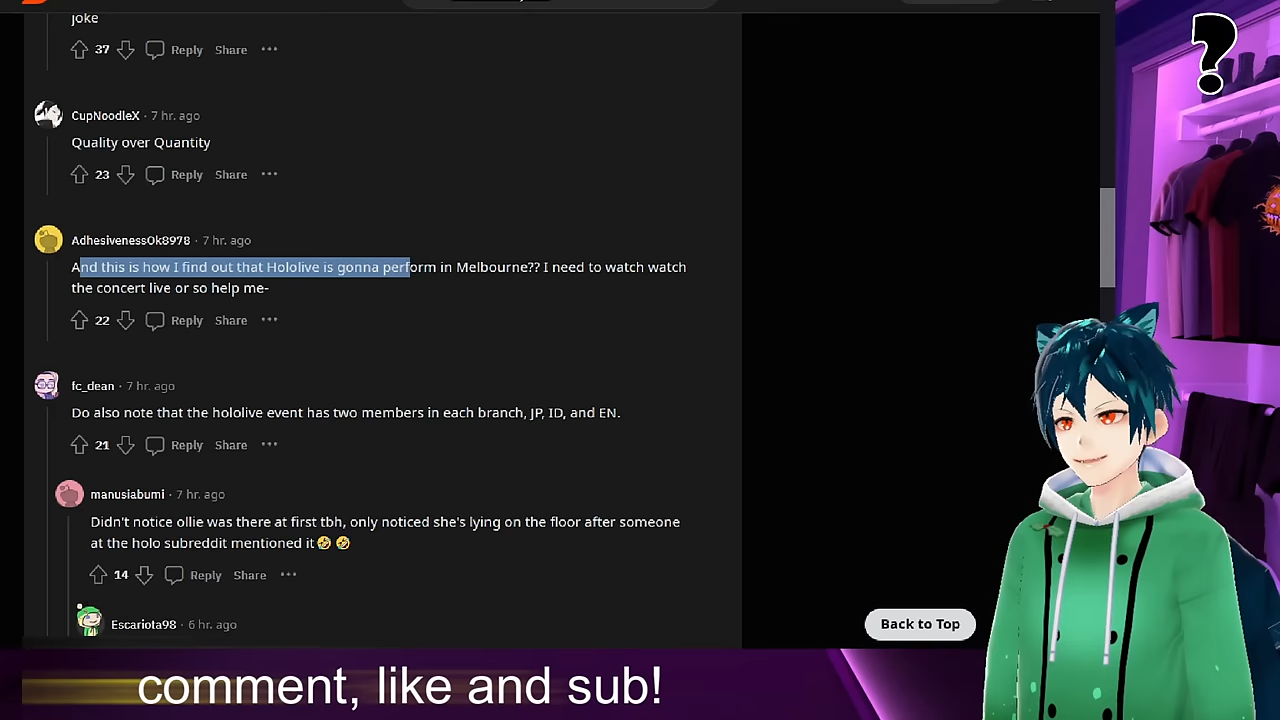 joke
37 Reply Share ...
CupNoodleX · 7 hr. ago
Quality over Quantity
23 Reply Share ...
AdhesivenessOk8978 · 7 hr. ago
And this is how I find out that Hololive is gonna perform in Melbourne?? I need to watch watch
the concert live or so help me-
22 Reply Share ...
fc_dean · 7 hr. ago
Do also note that the hololive event has two members in each branch, JP, ID, and EN.
21 Reply Share ...
manusiabumi · 7 hr. ago
Didn't notice ollie was there at first tbh, only noticed she's lying on the floor after someone
at the holo subreddit mentioned it🤣 🤣
14 Reply Share ...
Escariota98 · 6 hr. ago
Back to Top
comment, like and sub!
?